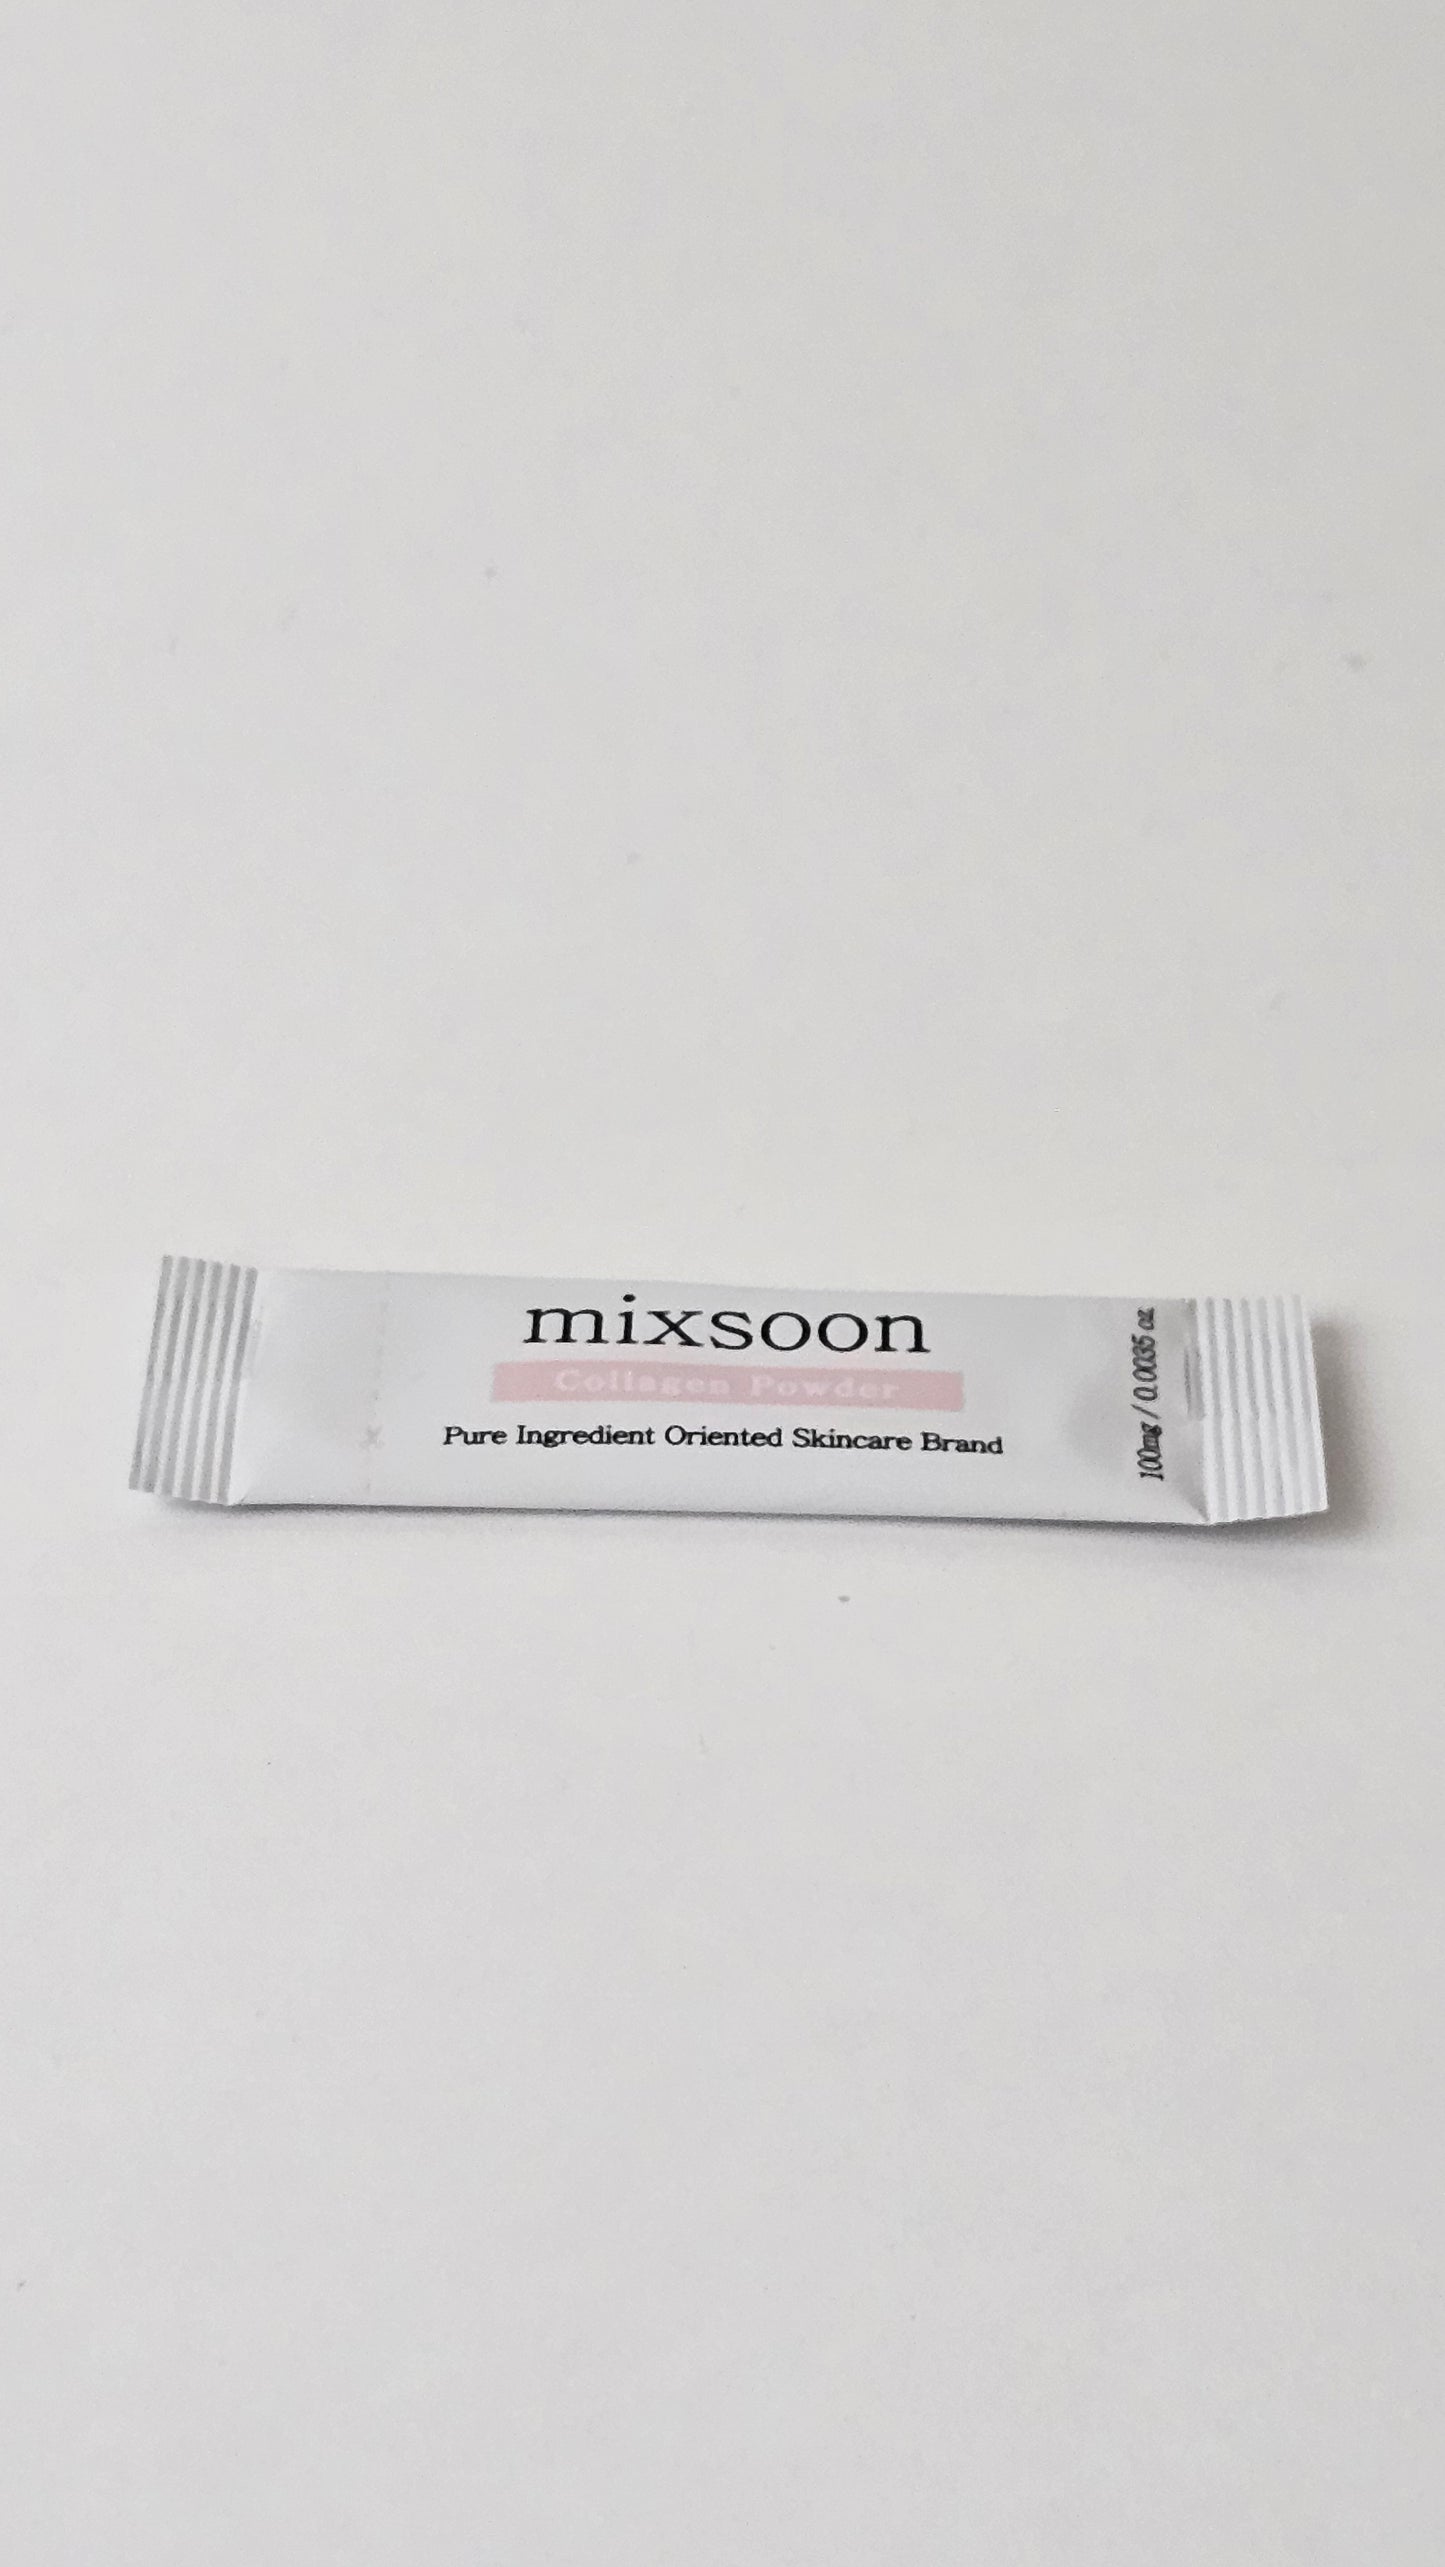 mixsoon
Collagen Powder
Pure Ingredient Oriented Skincare Brand
100mg / 0.0035 oz